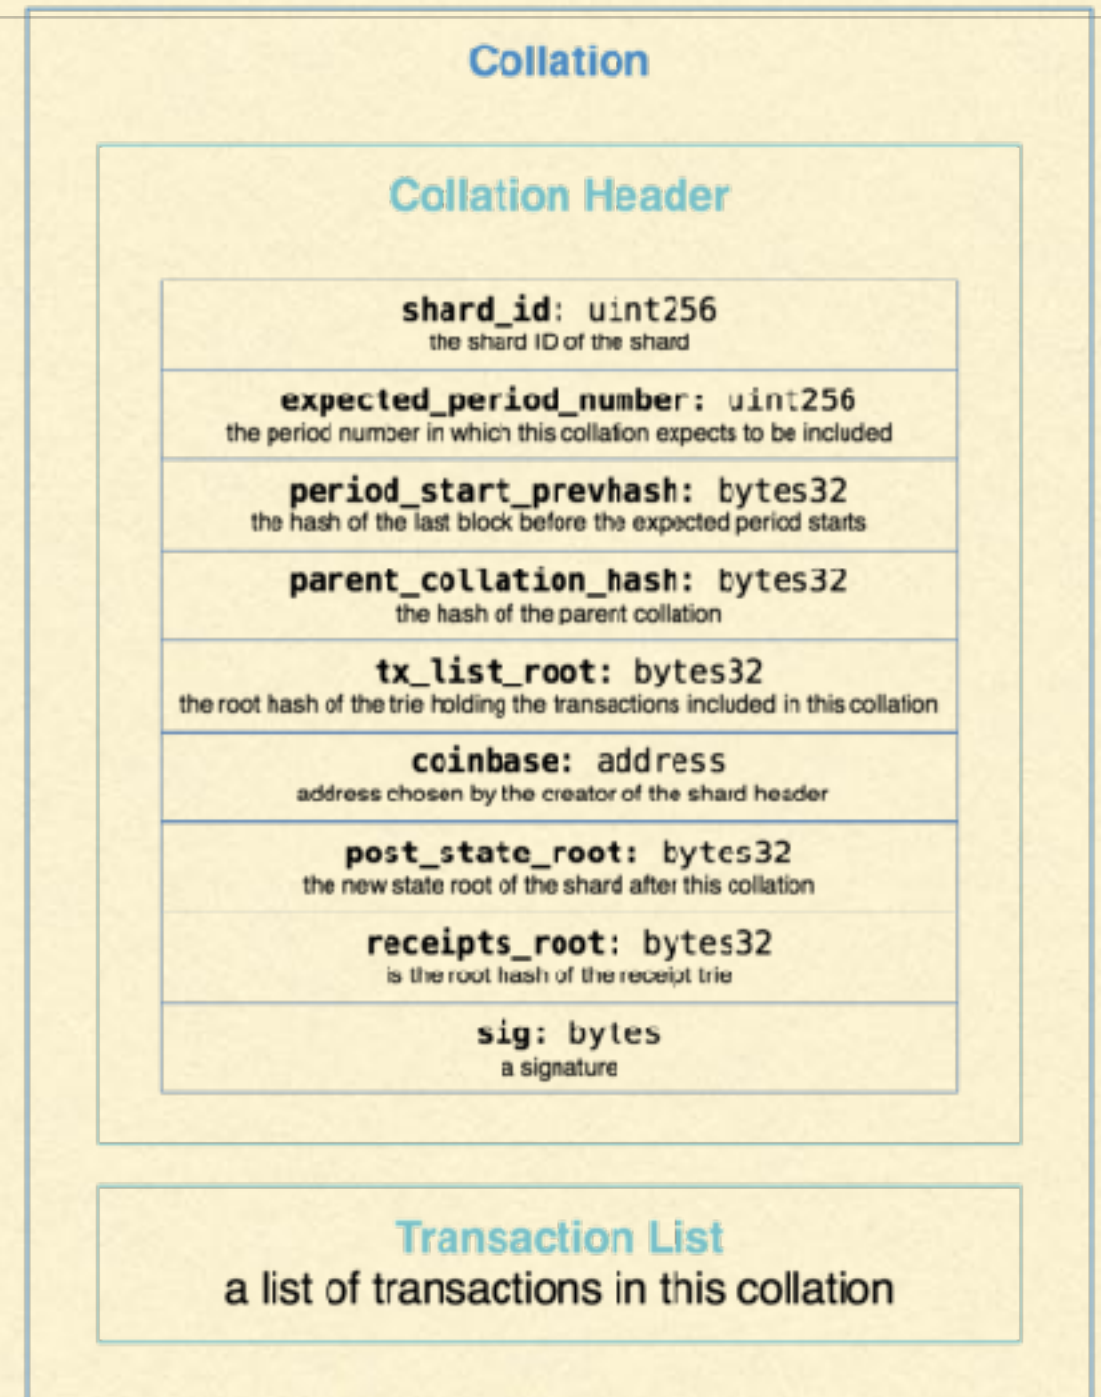 Collation
Collation Header
shard_id: uint256
the shard ID of the shard
expected_period_number: uint256
the period number in which this collation expects to be included
period_start_prevhash: bytes32
the hash of the last block before the expected period starts
parent_collation_hash: bytes32
the hash of the parent collation
tx_list_root: bytes32
the root hash of the trie holding the transactions included in this collation
coinbase: address
address chosen by the creator of the shard header
post_state_root: bytes32
the new state root of the shard after this collation
receipts_root: bytes32
is the root hash of the receipt trie
sig: bytes
a signature
Transaction List
a list of transactions in this collation